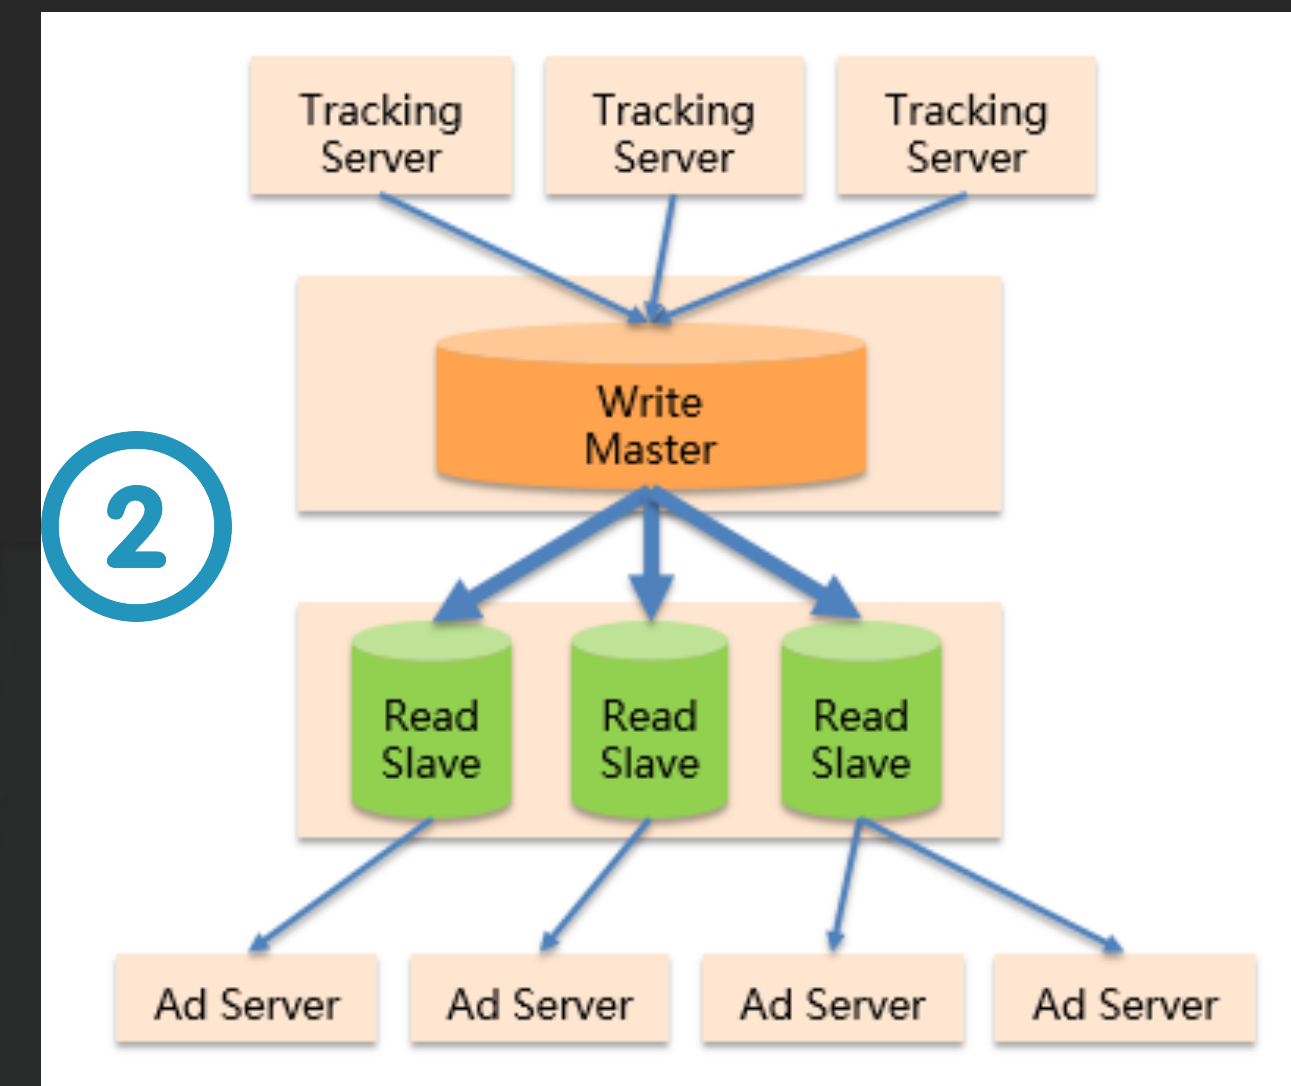 Tracking
Server
Tracking
Server
Tracking
Server
Write
Master
2
Read
Slave
Read
Slave
Read
Slave
Ad Server
Ad Server
Ad Server
Ad Server